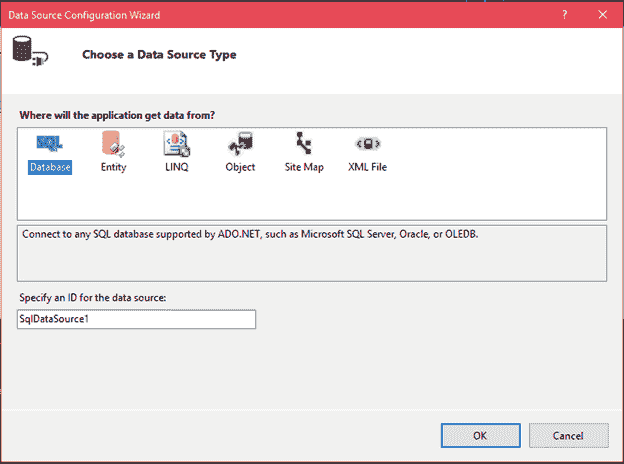 Data Source Configuration Wizard
?
Choose a Data Source Type
Where will the application get data from?
Database Entity LINQ Object Site Map XML File
Connect to any SQL database supported by ADO.NET, such as Microsoft SQL Server, Oracle, or OLEDB.
Specify an ID for the data source:
SqlDataSource1
OK Cancel